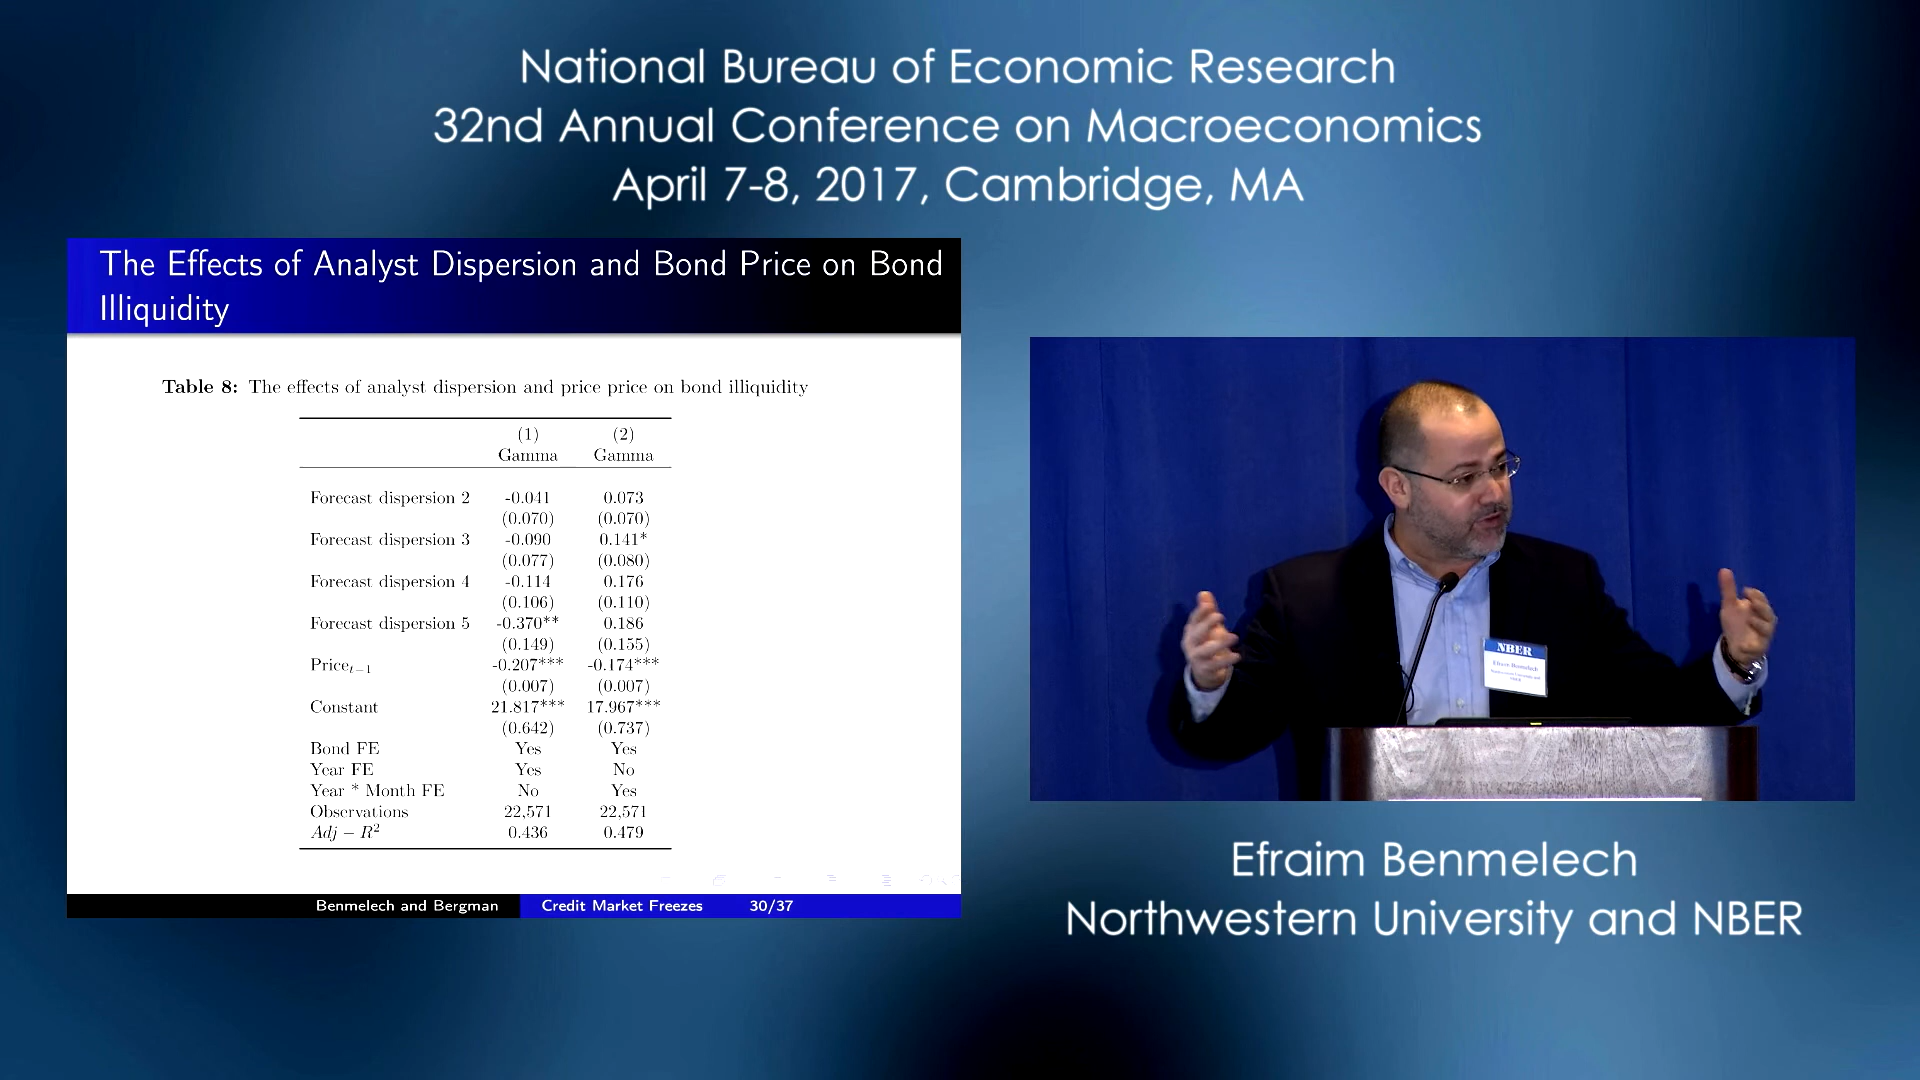 National Bureau of Economic Research
32nd Annual Conference on Macroeconomics
April 7-8, 2017, Cambridge, MA
The Effects of Analyst Dispersion and Bond Price on Bond
Illiquidity
Table 8: The effects of analyst dispersion and price price on bond illiquidity
(1) (2)
Gamma Gamma
Forecast dispersion 2 -0.041 0.073
(0.070) (0.070)
Forecast dispersion 3 -0.090 0.141*
(0.077) (0.080)
Forecast dispersion 4 -0.114 0.176
(0.106) (0.110)
Forecast dispersion 5 -0.370** 0.186
(0.149) (0.155)
Price t−1 -0.207*** -0.174***
(0.007) (0.007)
Constant 21.817*** 17.967***
(0.642) (0.737)
Bond FE Yes Yes
Year FE Yes No
Year * Month FE No Yes
Observations 22,571 22,571
Adj − R² 0.436 0.479
Benmelech and Bergman Credit Market Freezes 30/37
NBER
Efraim Benmelech
Northwestern University and
NBER
Efraim Benmelech
Northwestern University and NBER